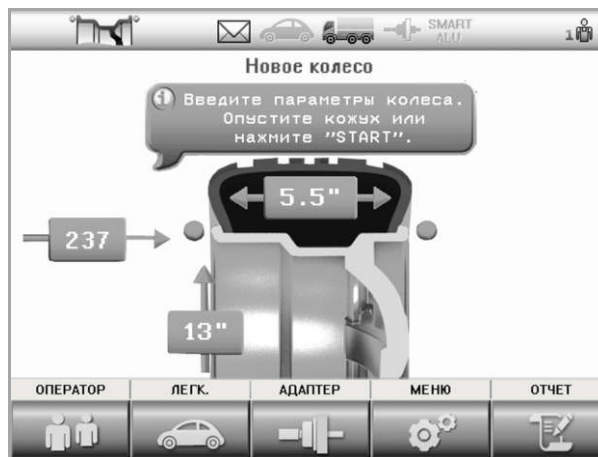 SMART
ALU
1
Новое колесо
Введите параметры колеса.
Опустите кожух или
нажмите "START".
5.5"
237
13"
ОПЕРАТОР ЛЕГК. АДАПТЕР МЕНЮ ОТЧЕТ